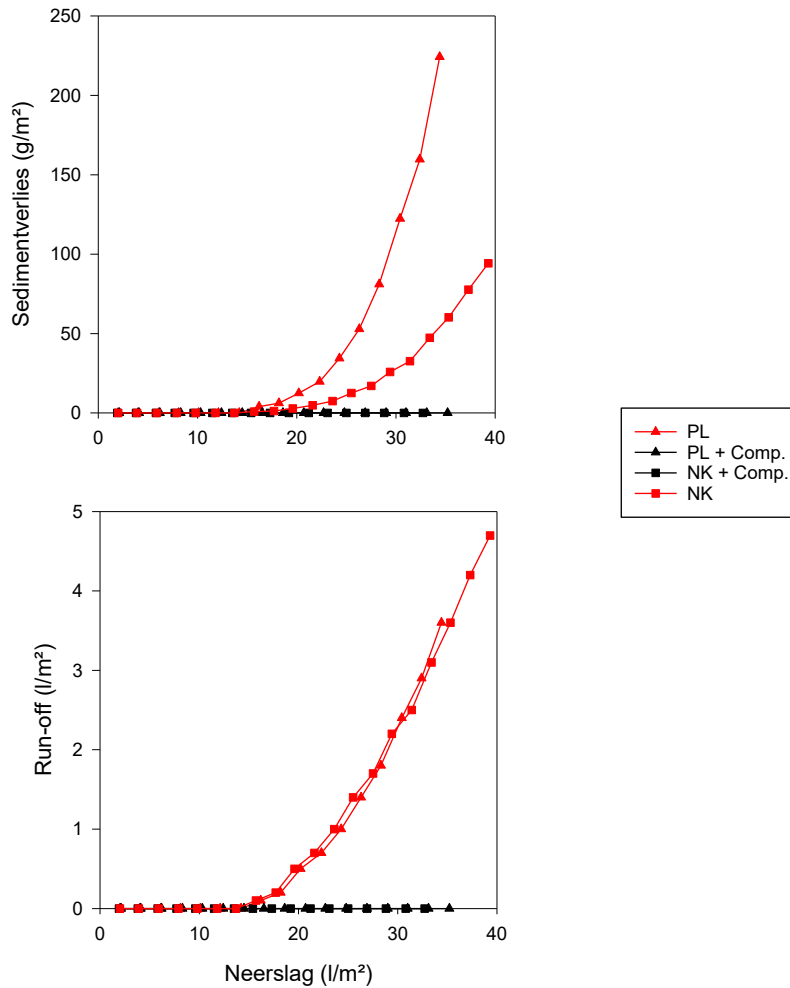 250
200
150
100
50
0
Sedimentverlies (g/m²)
0 10 20 30 40
PL
PL + Comp.
NK + Comp.
NK
5
4
3
2
1
0
Run-off (l/m²)
0 10 20 30 40
Neerslag (l/m²)